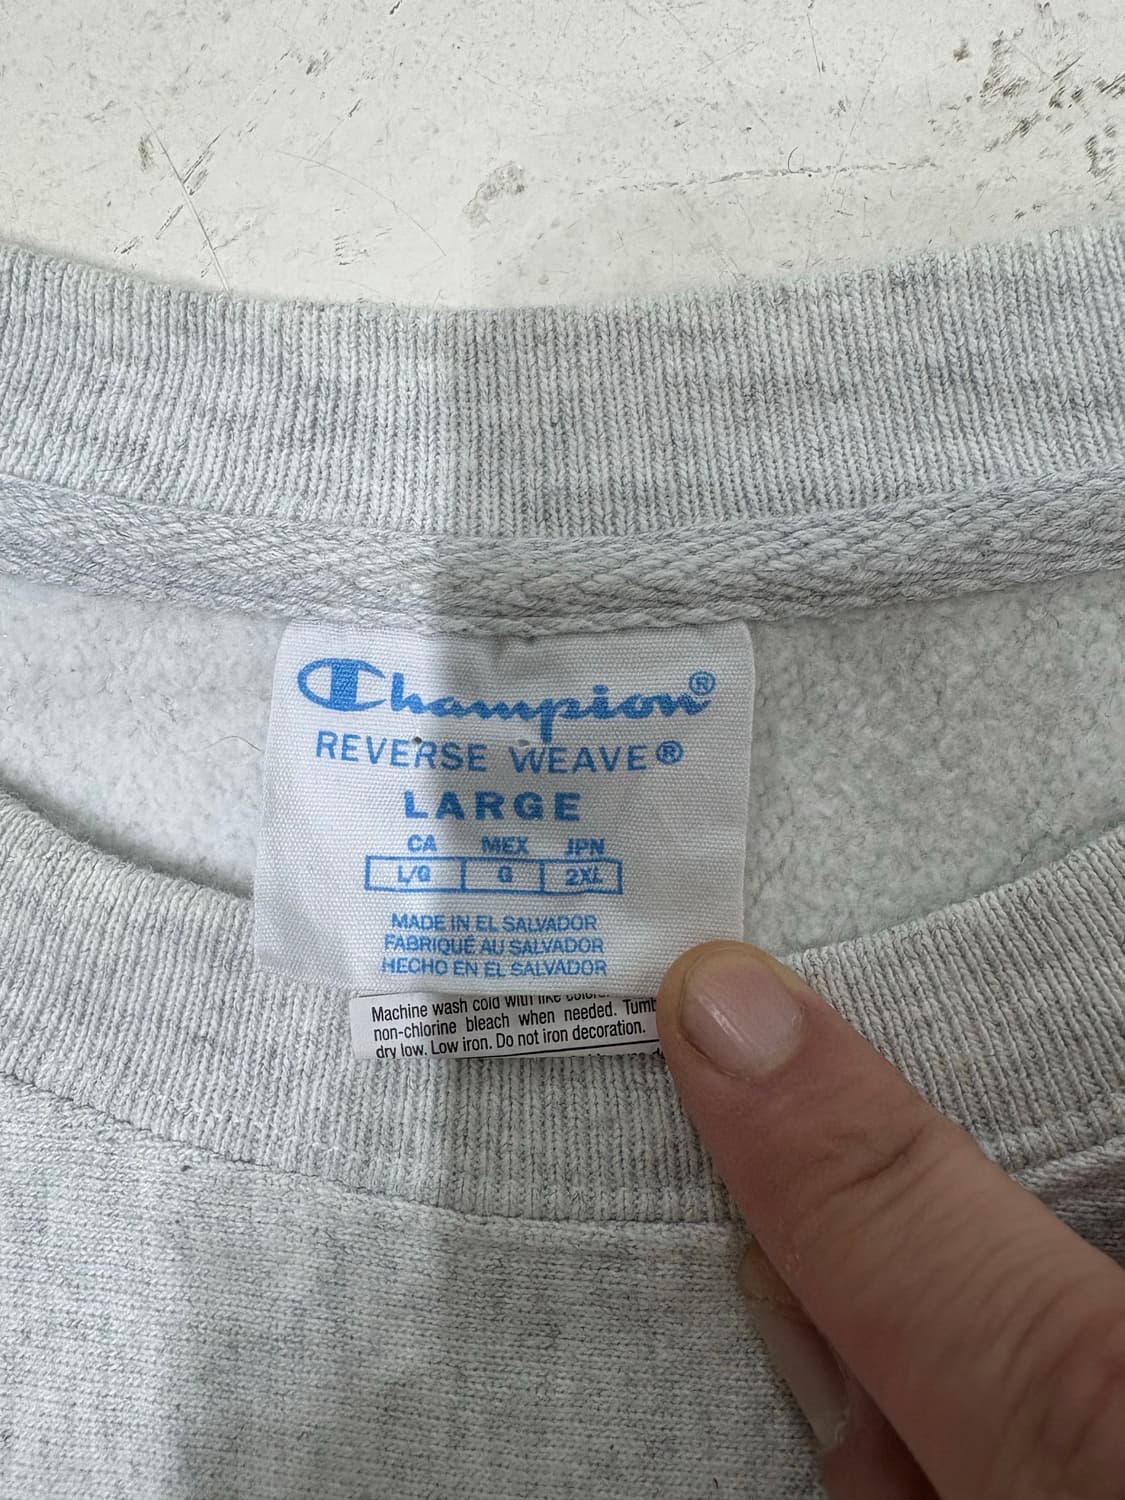 Champion®
REVERSE WEAVE®
LARGE
CA MEX JPN
L/G G 2XL
MADE IN EL SALVADOR
FABRIQUÉ AU SALVADOR
HECHO EN EL SALVADOR
Machine wash cold with like colors.
non-chlorine bleach when needed. Tumb
dry low. Low iron. Do not iron decoration.